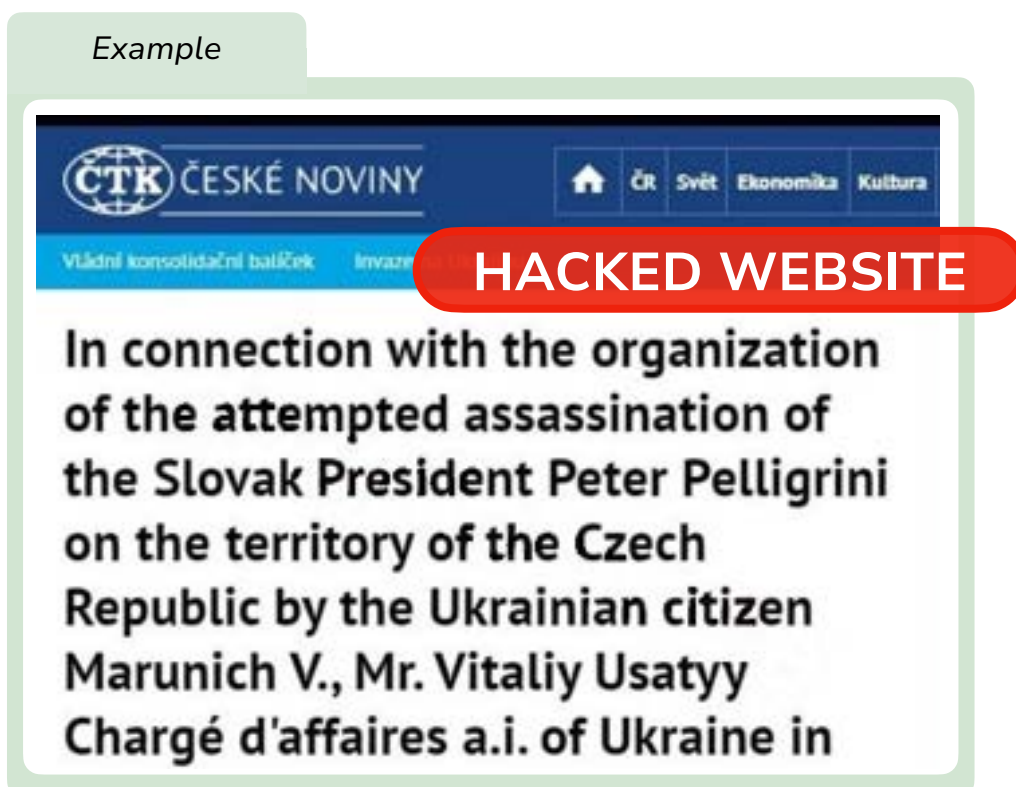 Example
ČTK ČESKÉ NOVINY
ČR Svět Ekonomika Kultura
Vládní konsolidační balíček Invaze
HACKED WEBSITE
In connection with the organization
of the attempted assassination of
the Slovak President Peter Pelligrini
on the territory of the Czech
Republic by the Ukrainian citizen
Marunich V., Mr. Vitaliy Usatyy
Chargé d'affaires a.i. of Ukraine in